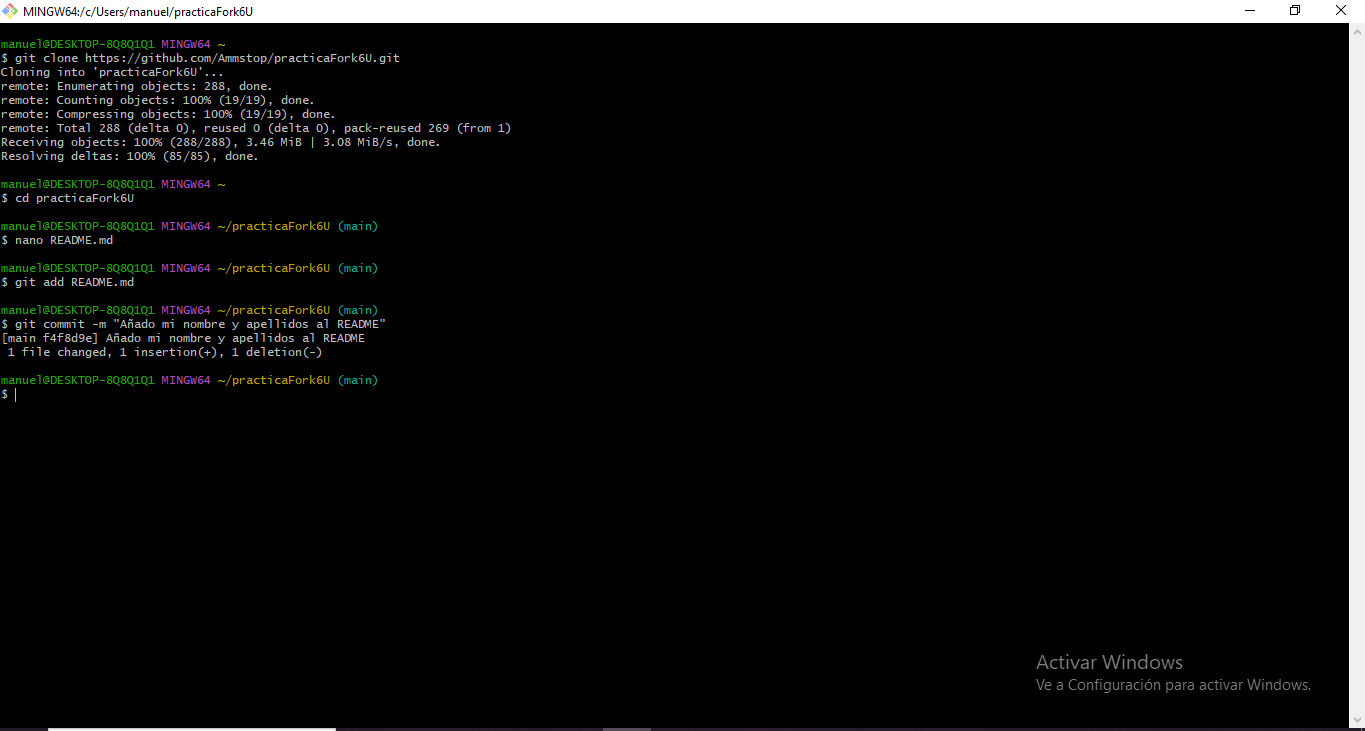 MINGW64:/c/Users/manuel/practicaFork6U
manuel@DESKTOP-8Q8Q1Q1 MINGW64 ~
$ git clone https://github.com/Ammstop/practicaFork6U.git
Cloning into 'practicaFork6U'...
remote: Enumerating objects: 288, done.
remote: Counting objects: 100% (19/19), done.
remote: Compressing objects: 100% (19/19), done.
remote: Total 288 (delta 0), reused 0 (delta 0), pack-reused 269 (from 1)
Receiving objects: 100% (288/288), 3.46 MiB | 3.08 MiB/s, done.
Resolving deltas: 100% (85/85), done.
manuel@DESKTOP-8Q8Q1Q1 MINGW64 ~
$ cd practicaFork6U
manuel@DESKTOP-8Q8Q1Q1 MINGW64 ~/practicaFork6U (main)
$ nano README.md
manuel@DESKTOP-8Q8Q1Q1 MINGW64 ~/practicaFork6U (main)
$ git add README.md
manuel@DESKTOP-8Q8Q1Q1 MINGW64 ~/practicaFork6U (main)
$ git commit -m "Añado mi nombre y apellidos al README"
[main f4f8d9e] Añado mi nombre y apellidos al README
1 file changed, 1 insertion(+), 1 deletion(-)
manuel@DESKTOP-8Q8Q1Q1 MINGW64 ~/practicaFork6U (main)
$
Activar Windows
Ve a Configuración para activar Windows.